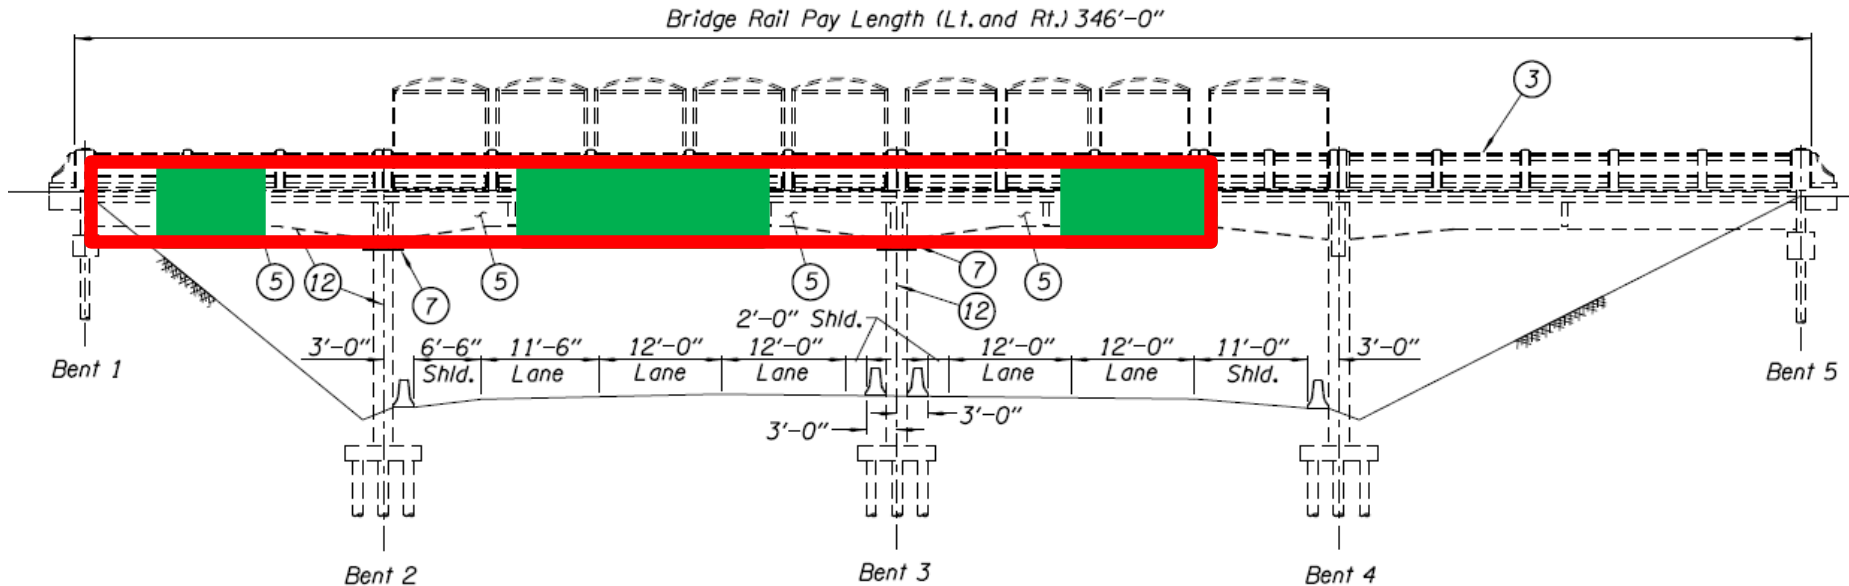 Bridge Rail Pay Length (Lt. and Rt.) 346'-0"
3
5
12
7
5
5
7
12
5
2'-0" Shld.
3'-0"
6'-6"
Shld.
11'-6"
Lane
12'-0"
Lane
12'-0"
Lane
12'-0"
Lane
12'-0"
Lane
11'-0"
Shld.
3'-0"
3'-0"
3'-0"
Bent 1
Bent 2
Bent 3
Bent 4
Bent 5